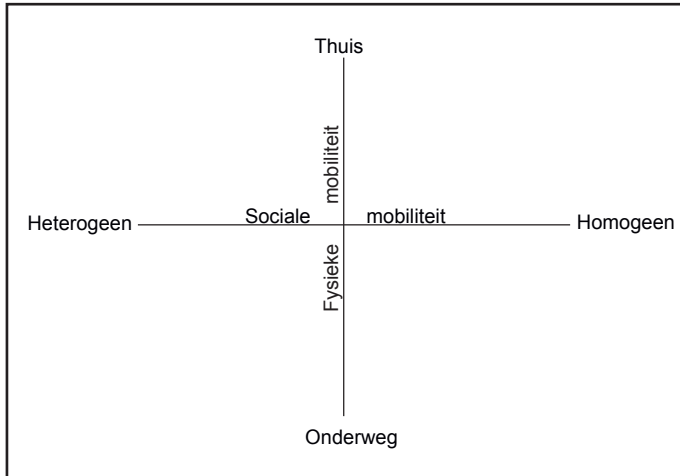 Thuis
Fysieke mobiliteit
Heterogeen
Sociale mobiliteit
Homogeen
Onderweg